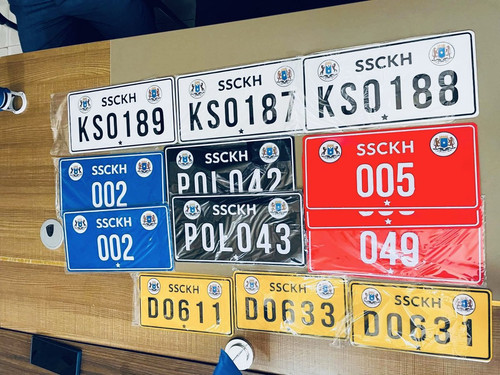 SSCKH
KS0189
SSCKH
KS0187
SSCKH
KS0188
SSCKH
002
SSCKH
POL042
SSCKH
005
SSCKH
002
SSCKH
POL043
049
SSCKH
D0611
SSCKH
D0633
SSCKH
D0631